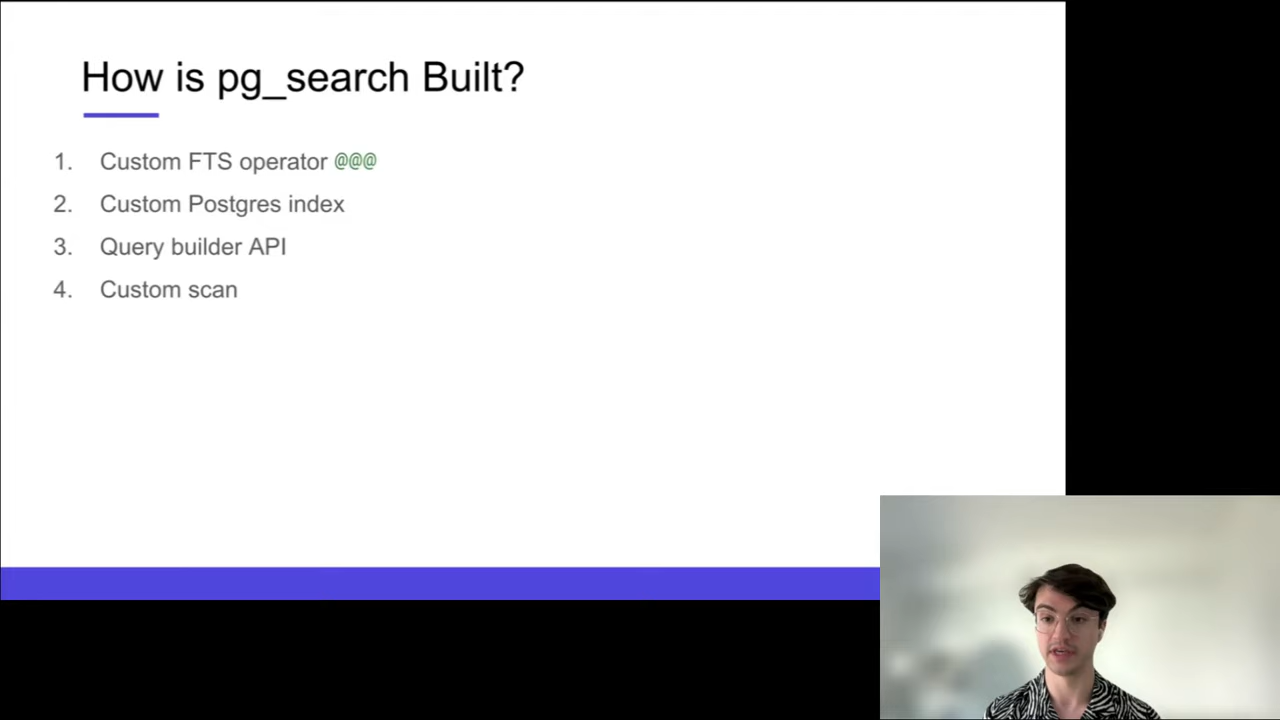 How is pg_search Built?
1. Custom FTS operator @@@
2. Custom Postgres index
3. Query builder API
4. Custom scan